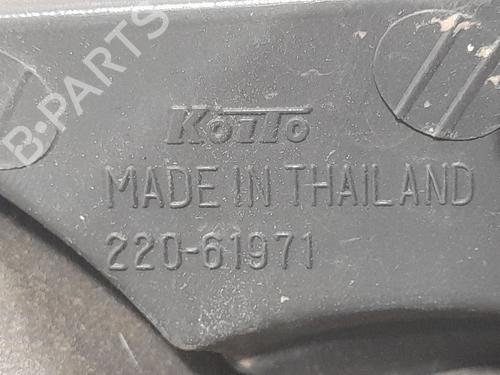 B-PARTS
KoITo
MADE IN THAILAND
220-61971